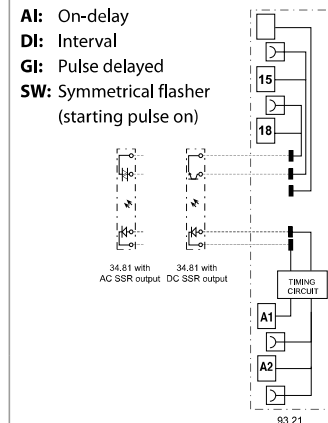 AI: On-delay
DI: Interval
GI: Pulse delayed
SW: Symmetrical flasher
(starting pulse on)
15
18
34.81 with
AC SSR output
34.81 with
DC SSR output
TIMING
CIRCUIT
A1
A2
93.21